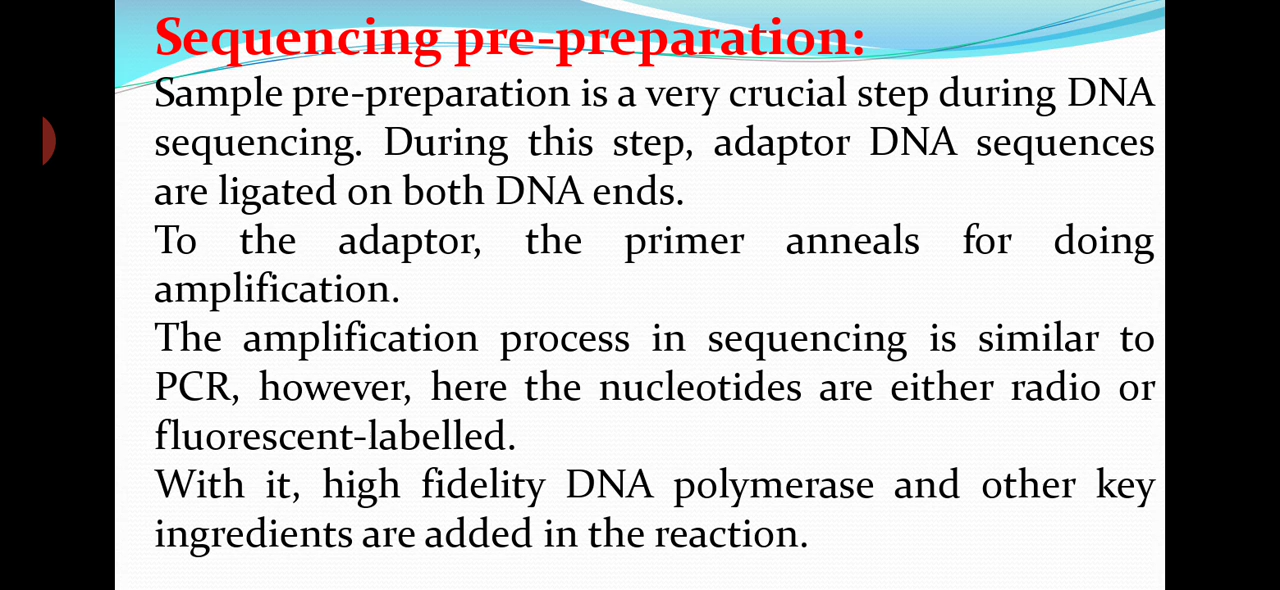 Sequencing pre-preparation:
Sample pre-preparation is a very crucial step during DNA
sequencing. During this step, adaptor DNA sequences
are ligated on both DNA ends.
To the adaptor, the primer anneals for doing
amplification.
The amplification process in sequencing is similar to
PCR, however, here the nucleotides are either radio or
fluorescent-labelled.
With it, high fidelity DNA polymerase and other key
ingredients are added in the reaction.